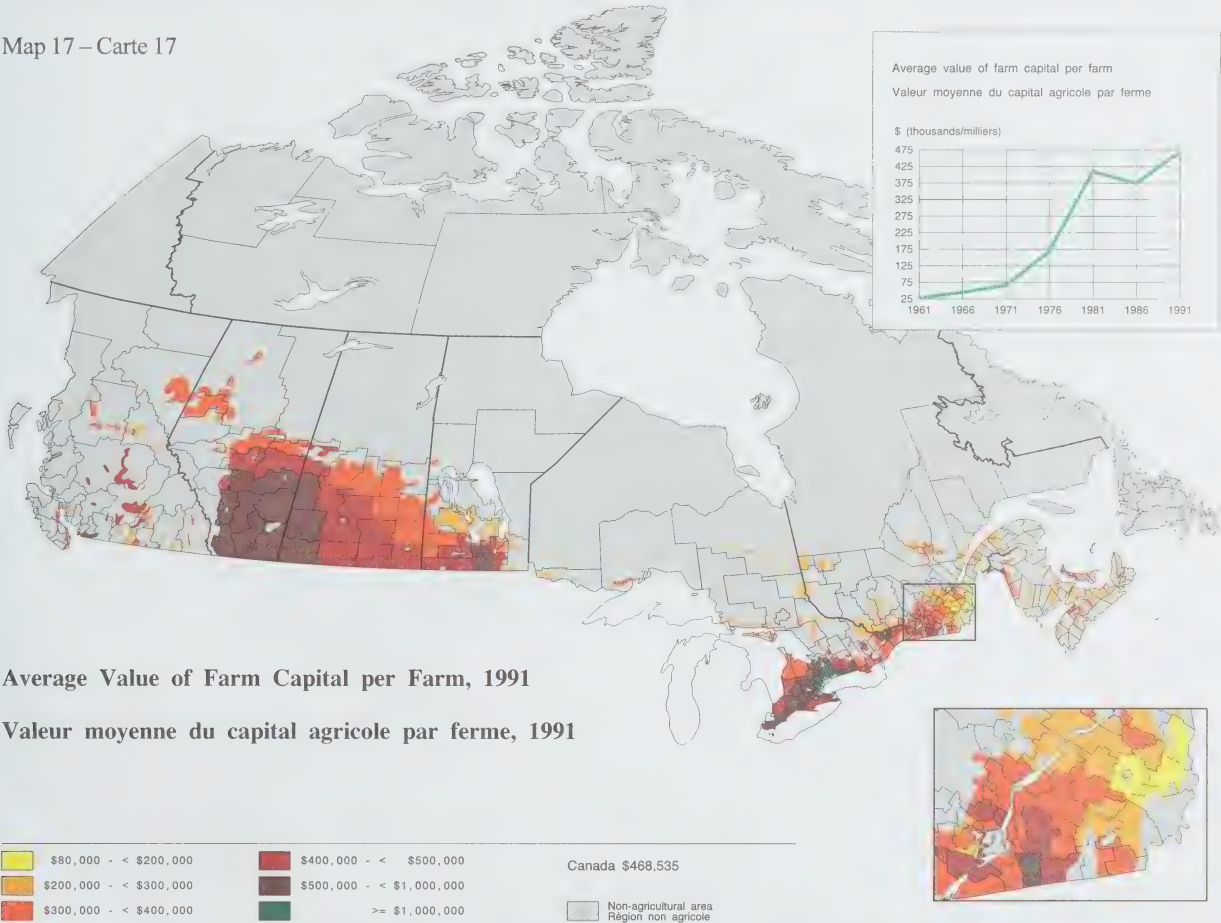 Map 17 – Carte 17
Average value of farm capital per farm
Valeur moyenne du capital agricole par ferme
$ (thousands/milliers)
475
425
375
325
275
225
175
125
75
25
1961 1966 1971 1976 1981 1986 1991
Average Value of Farm Capital per Farm, 1991
Valeur moyenne du capital agricole par ferme, 1991
$80,000 - < $200,000
$200,000 - < $300,000
$300,000 - < $400,000
$400,000 - < $500,000
$500,000 - < $1,000,000
>= $1,000,000
Canada $468,535
Non-agricultural area
Région non agricole